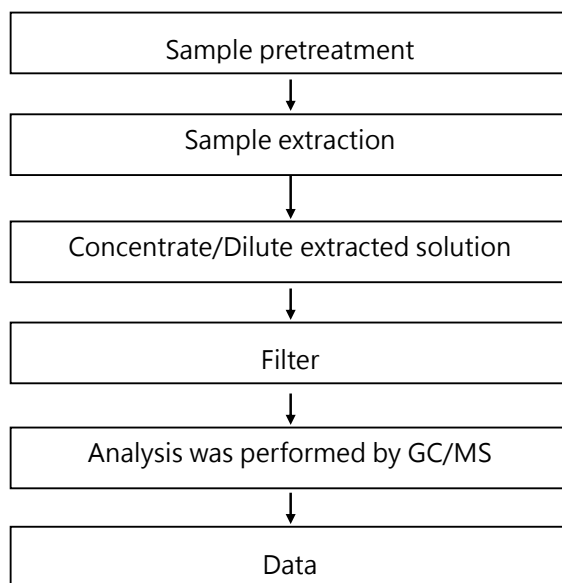 Sample pretreatment
Sample extraction
Concentrate/Dilute extracted solution
Filter
Analysis was performed by GC/MS
Data